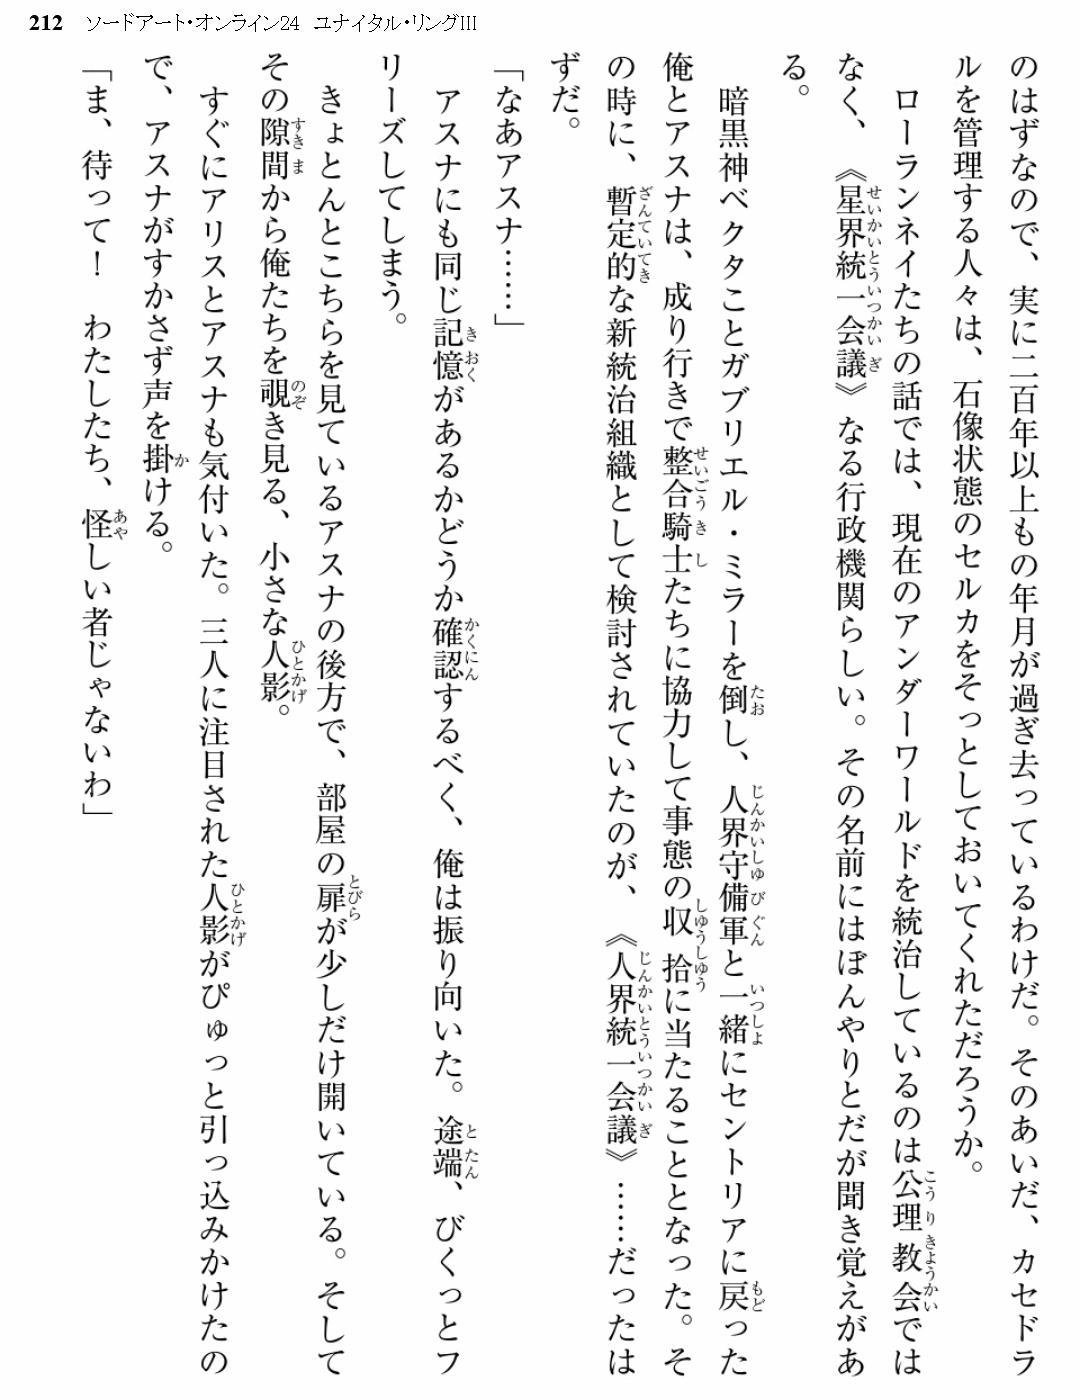 212 ソードアート・オンライン24 ユナイタル・リングIII
のはずなので、実に二百年以上もの年月が過ぎ去っているわけだ。そのあいだ、カセドラ
ルを管理する人々は、石像状態のセルカをそっとしておいてくれただろうか。
ローランネイたちの話では、現在のアンダーワールドを統治しているのは公理教会では
なく、《星界統一会議》なる行政機関らしい。その名前にはぼんやりとだが聞き覚えがあ
る。
暗黒神ベクタことガブリエル・ミラーを倒し、人界守備軍と一緒にセントリアに戻った
俺とアスナは、成り行きで整合騎士たちに協力して事態の収拾に当たることとなった。そ
の時に、暫定的な新統治組織として検討されていたのが、《人界統一会議》……だったは
ずだ。
「なあアスナ……」
アスナにも同じ記憶があるかどうか確認するべく、俺は振り向いた。途端、びくっとフ
リーズしてしまう。
きょとんとこちらを見ているアスナの後方で、部屋の扉が少しだけ開いている。そして
その隙間から俺たちを覗き見る、小さな人影。
すぐにアリスとアスナも気付いた。三人に注目された人影がぴゅっと引っ込みかけたの
で、アスナがすかさず声を掛ける。
「ま、待って！　わたしたち、怪しい者じゃないわ」